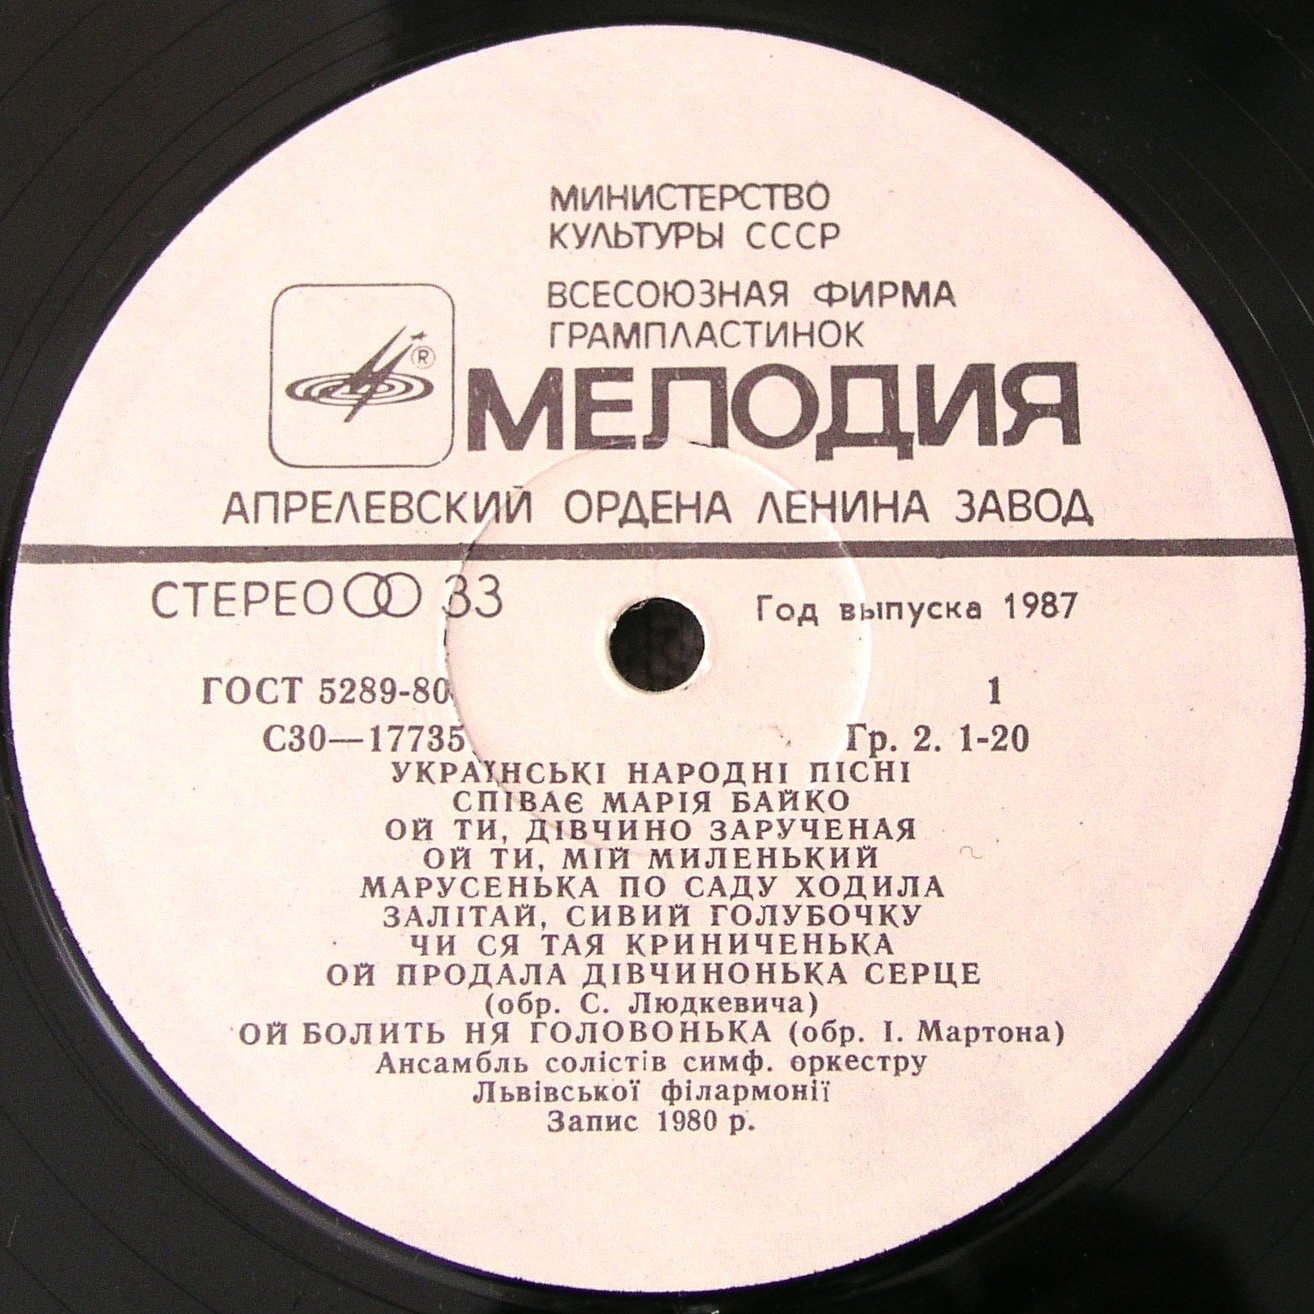 МИНИСТЕРСТВО
КУЛЬТУРЫ СССР
ВСЕСОЮЗНАЯ ФИРМА
ГРАМПЛАСТИНОК
®
МЕЛОДИЯ
АПРЕЛЕВСКИЙ ОРДЕНА ЛЕНИНА ЗАВОД
СТЕРЕО 33
Год выпуска 1987
ГОСТ 5289-80
1
С30—17735
Гр. 2. 1-20
УКРАЇНСЬКІ НАРОДНІ ПІСНІ
СПІВАЄ МАРІЯ БАЙКО
ОЙ ТИ, ДІВЧИНО ЗАРУЧЕНАЯ
ОЙ ТИ, МІЙ МИЛЕНЬКИЙ
МАРУСЕНЬКА ПО САДУ ХОДИЛА
ЗАЛІТАЙ, СИВИЙ ГОЛУБОЧКУ
ЧИ СЯ ТАЯ КРИНИЧЕНЬКА
ОЙ ПРОДАЛА ДІВЧИНОНЬКА СЕРЦЕ
(обр. С. Людкевича)
ОЙ БОЛИТЬ НЯ ГОЛОВОНЬКА (обр. І. Мартона)
Ансамбль солістів симф. оркестру
Львівської філармонії
Запис 1980 р.